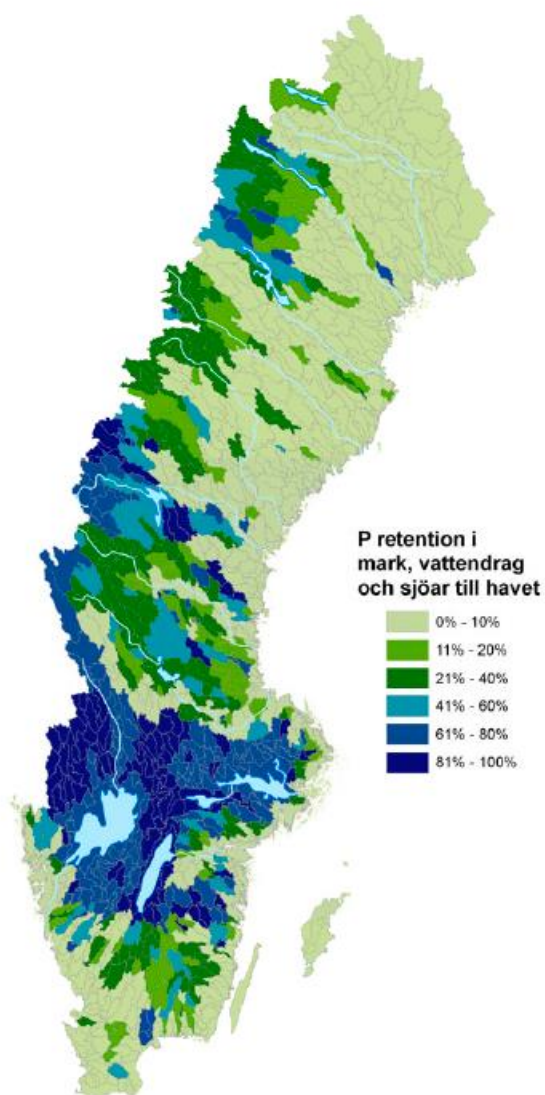 P retention i
mark, vattendrag
och sjöar till havet
0% - 10%
11% - 20%
21% - 40%
41% - 60%
61% - 80%
81% - 100%